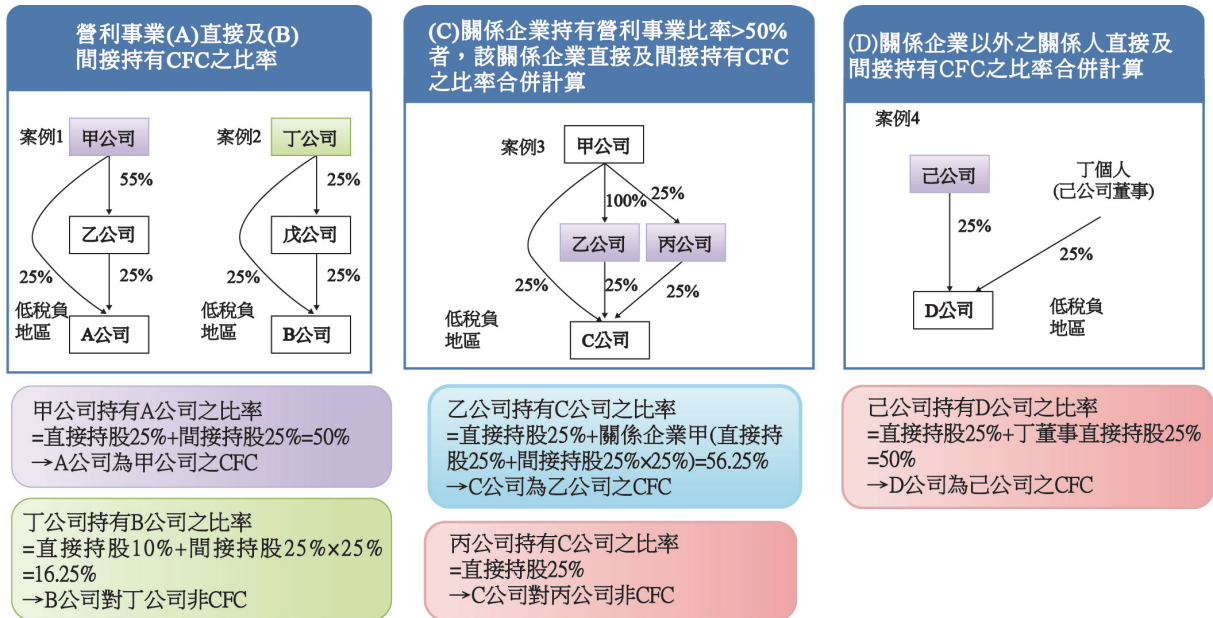 營利事業(A)直接及(B)
間接持有CFC之比率
案例1
甲公司
案例2
丁公司
55%
25%
乙公司
戊公司
25%
25%
25%
25%
低稅負
地區
低稅負
地區
A公司
B公司
甲公司持有A公司之比率
=直接持股25%+間接持股25%=50%
→A公司為甲公司之CFC
丁公司持有B公司之比率
=直接持股10%+間接持股25%×25%
=16.25%
→B公司對丁公司非CFC
(C)關係企業持有營利事業比率>50%
者，該關係企業直接及間接持有CFC
之比率合併計算
案例3
甲公司
25%
100%
乙公司
丙公司
25%
25%
25%
低稅負
地區
C公司
乙公司持有C公司之比率
=直接持股25%+關係企業甲(直接持
股25%+間接持股25%×25%)=56.25%
→C公司為乙公司之CFC
丙公司持有C公司之比率
=直接持股25%
→C公司對丙公司非CFC
(D)關係企業以外之關係人直接及
間接持有CFC之比率合併計算
案例4
己公司
丁個人
(己公司董事)
25%
25%
D公司
低稅負
地區
己公司持有D公司之比率
=直接持股25%+丁董事直接持股25%
=50%
→D公司為己公司之CFC